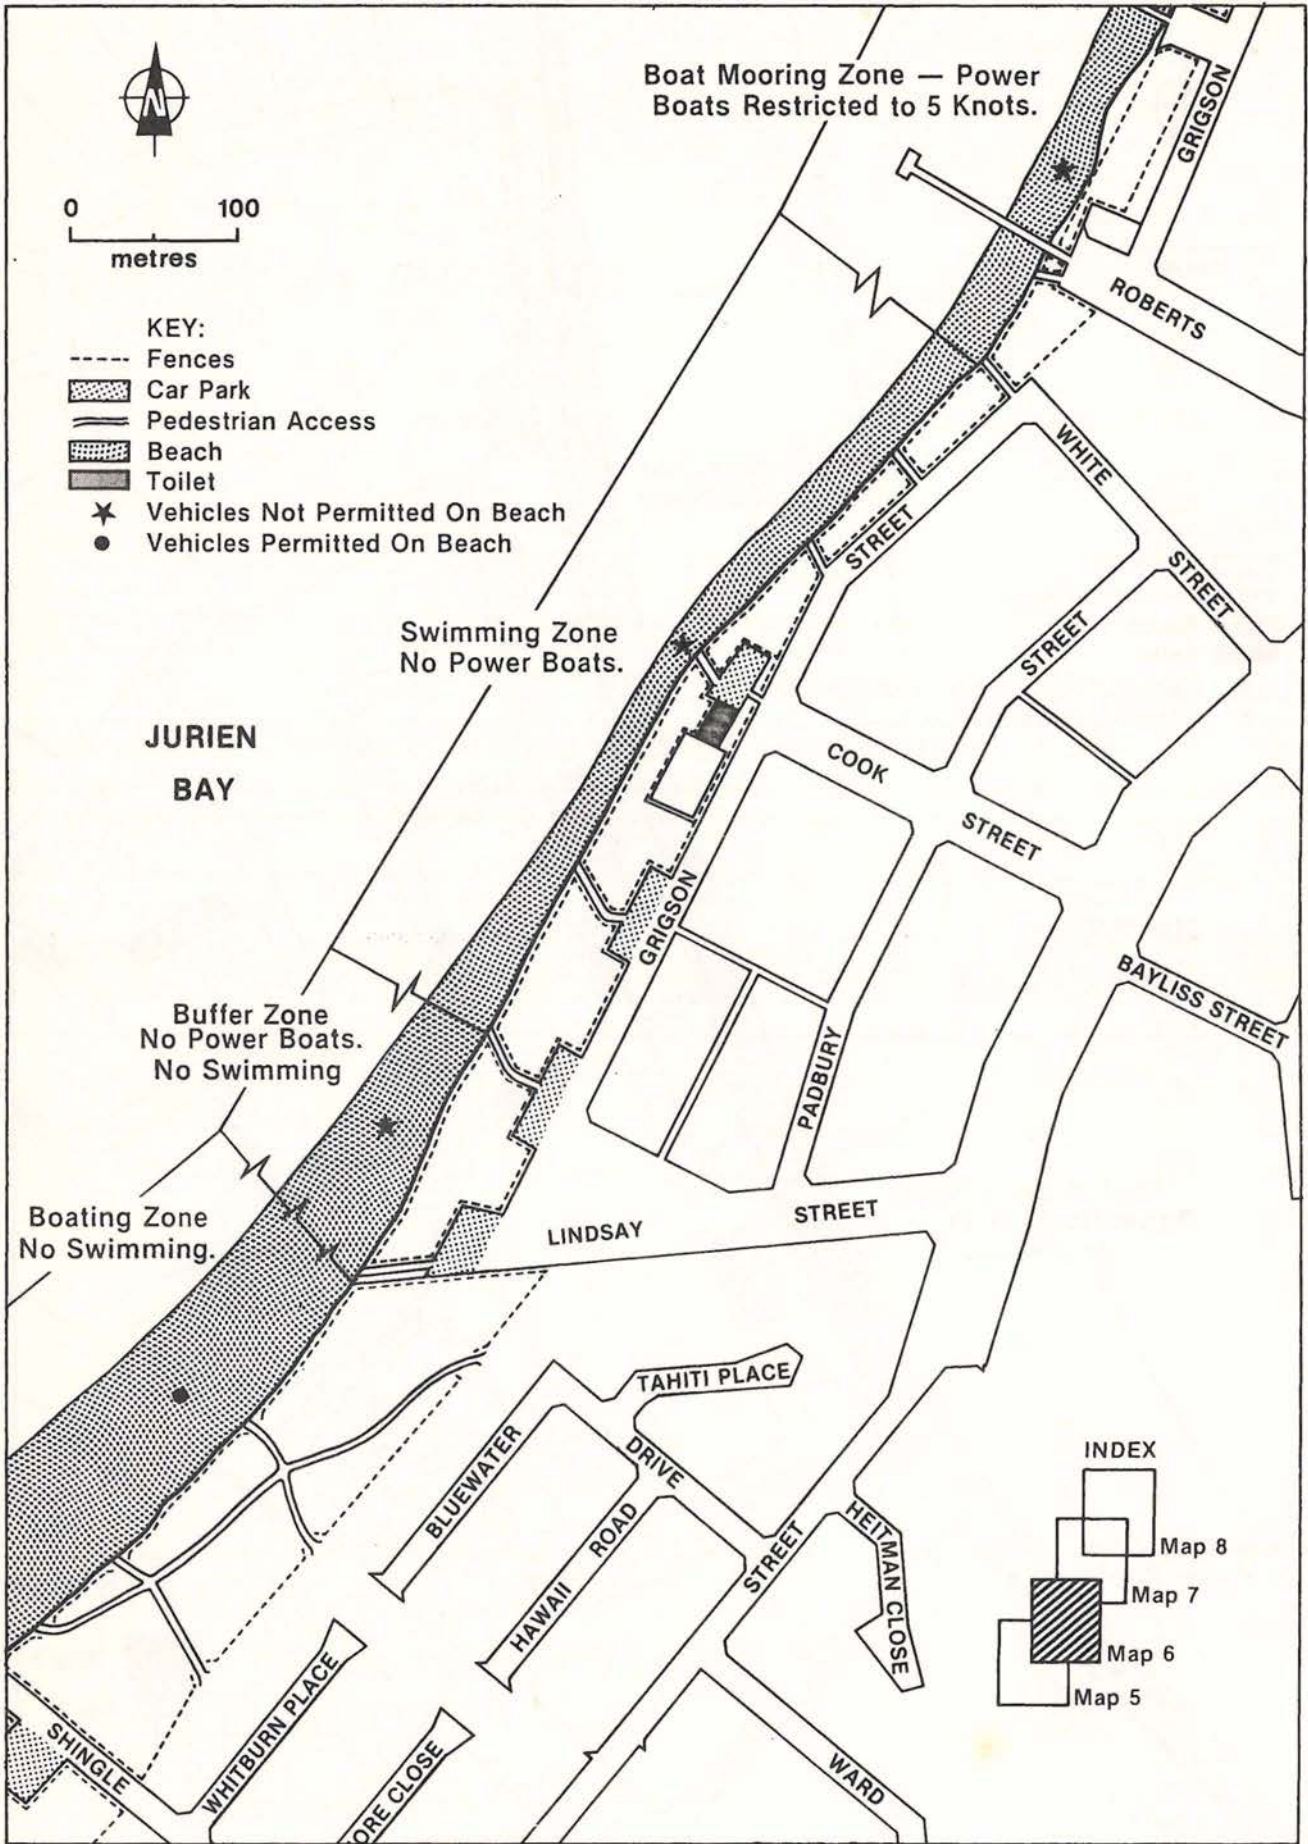 Boat Mooring Zone — Power
Boats Restricted to 5 Knots.
N
0 100
metres
KEY:
Fences
Car Park
Pedestrian Access
Beach
Toilet
Vehicles Not Permitted On Beach
Vehicles Permitted On Beach
GRIGSON
ROBERTS
WHITE
STREET
STREET
STREET
Swimming Zone
No Power Boats.
JURIEN
BAY
COOK
STREET
GRIGSON
BAYLISS STREET
PADBURY
Buffer Zone
No Power Boats.
No Swimming
Boating Zone
No Swimming.
LINDSAY
STREET
TAHITI PLACE
BLUEWATER
DRIVE
HAWAII ROAD
STREET
HEITMAN CLOSE
WHITBURN PLACE
SHINGLE
ORE CLOSE
WARD
INDEX
Map 8
Map 7
Map 6
Map 5